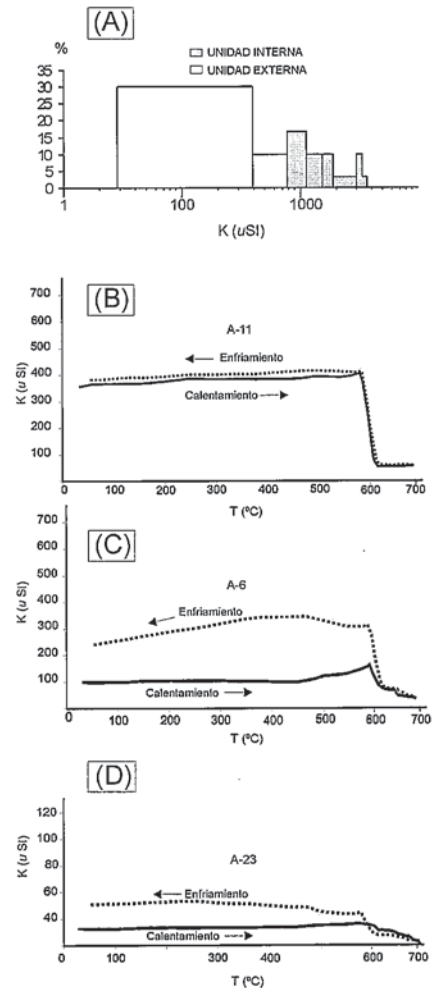 (A)
%
UNIDAD INTERNA
UNIDAD EXTERNA
35
30
25
20
15
10
5
0
1
100
1000
K (uSI)
(B)
700
600
500
400
300
200
100
K (u SI)
A-11
Enfriamiento
Calentamiento
0 100 200 300 400 500 600 700
T (ºC)
(C)
700
600
500
400
300
200
100
K (u SI)
A-6
Enfriamiento
Calentamiento
0 100 200 300 400 500 600 700
T (ºC)
(D)
120
100
80
60
40
K (u SI)
A-23
Enfriamiento
Calentamiento
0 100 200 300 400 500 600 700
T (ºC)